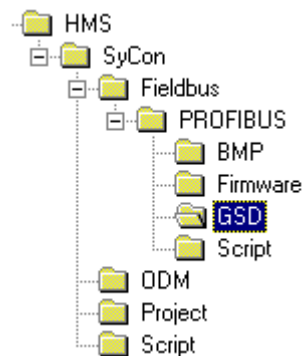 HMS
SyCon
Fieldbus
PROFIBUS
BMP
Firmware
GSD
Script
ODM
Project
Script